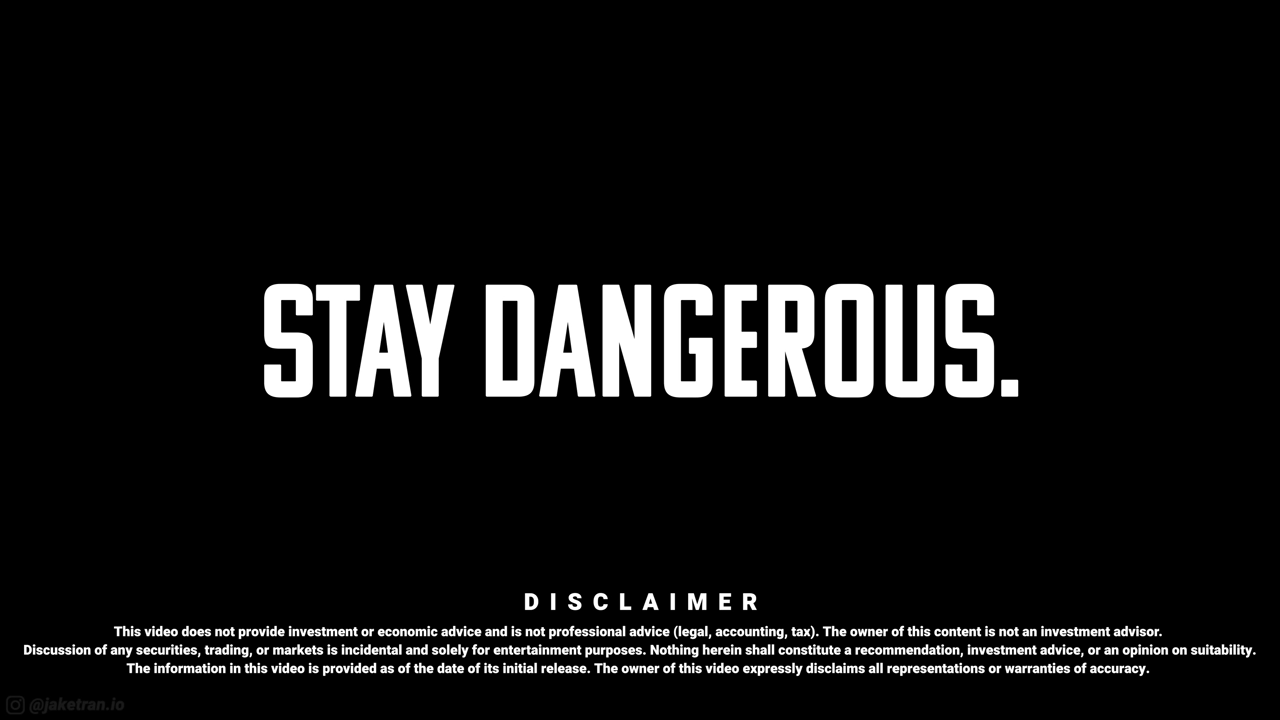 STAY DANGEROUS.
DISCLAIMER
This video does not provide investment or economic advice and is not professional advice (legal, accounting, tax). The owner of this content is not an investment advisor.
Discussion of any securities, trading, or markets is incidental and solely for entertainment purposes. Nothing herein shall constitute a recommendation, investment advice, or an opinion on suitability.
The information in this video is provided as of the date of its initial release. The owner of this video expressly disclaims all representations or warranties of accuracy.
@jaketran.io